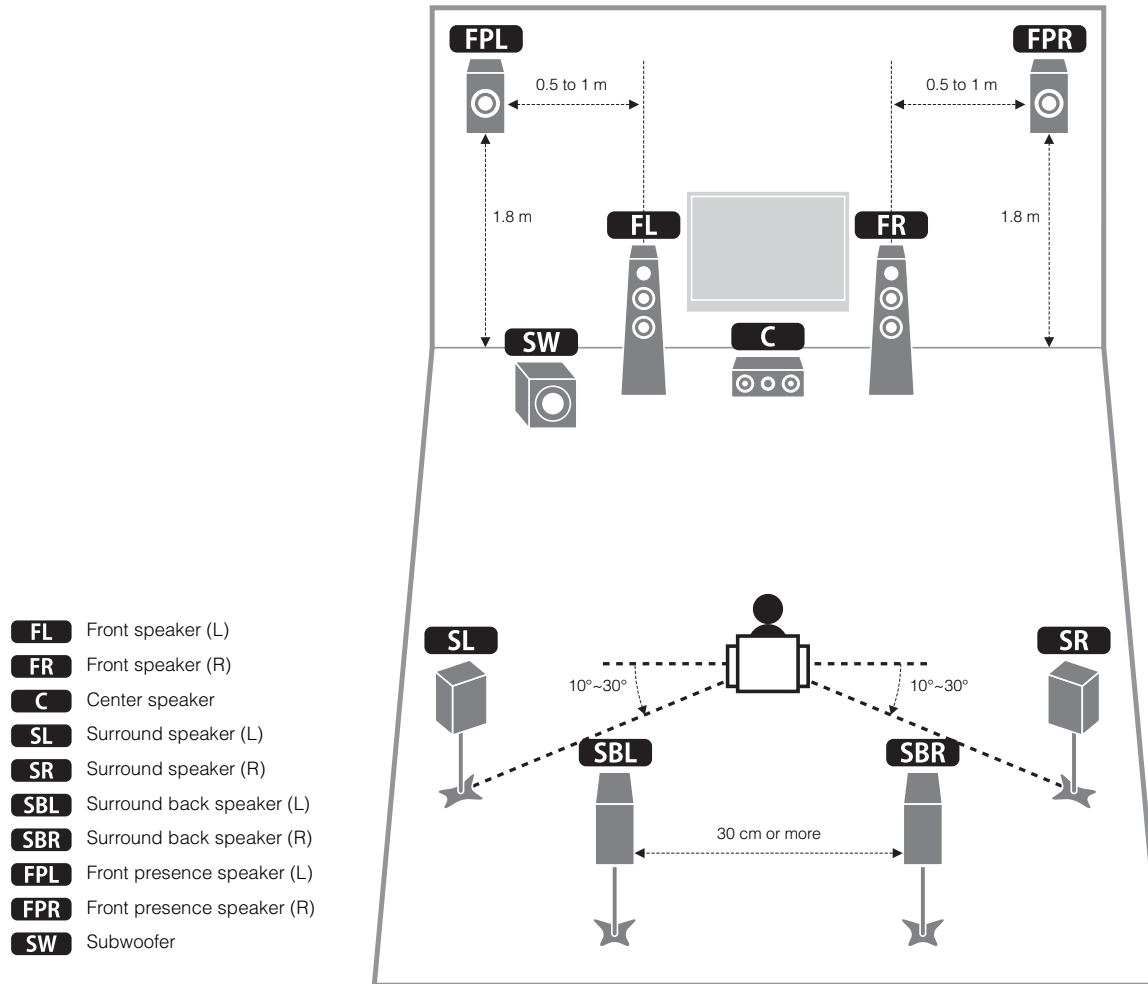 FPL
FPR
0.5 to 1 m
0.5 to 1 m
1.8 m
1.8 m
FL
FR
SW
C
SL
SR
10°~30°
10°~30°
SBL
SBR
30 cm or more
FL Front speaker (L)
FR Front speaker (R)
C Center speaker
SL Surround speaker (L)
SR Surround speaker (R)
SBL Surround back speaker (L)
SBR Surround back speaker (R)
FPL Front presence speaker (L)
FPR Front presence speaker (R)
SW Subwoofer